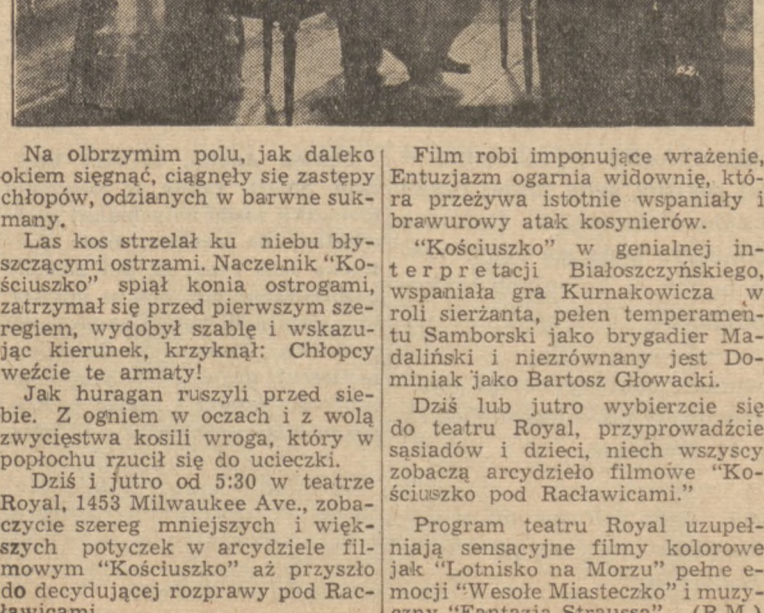 Na olbrzymim polu, jak daleko
okiem sięgnąć, ciągnęły się zastępy
chłopów, odzianych w barwne suk-
many.
Las kos strzelał ku niebu bły-
szczącymi ostrzami. Naczelnik “Ko-
ściuszko” spiął konia ostrogami,
zatrzymał się przed pierwszym sze-
regiem, wydobył szablę i wskazu-
jąc kierunek, krzyknął: Chłopcy
weźcie te armaty!
Jak huragan ruszyli przed sie-
bie. Z ogniem w oczach i z wolą
zwycięstwa kosili wroga, który w
popłochu rzucił się do ucieczki.
Dziś i jutro od 5:30 w teatrze
Royal, 1453 Milwaukee Ave., zoba-
czycie szereg mniejszych i więk-
szych potyczek w arcydziele fil-
mowym “Kościuszko” aż przyszło
do decydującej rozprawy pod Rac-
ławicami.
Film robi imponujące wrażenie,
Entuzjazm ogarnia widownię, któ-
ra przeżywa istotnie wspaniały i
brawurowy atak kosynierów.
“Kościuszko” w genialnej in-
terpretacji Białoszczyńskiego,
wspaniała gra Kurnakowicza w
roli sierżanta, pełen temperamen-
tu Samborski jako brygadier Ma-
daliński i niezrównany jest Do-
miniak jako Bartosz Głowacki.
Dziś lub jutro wybierzcie się
do teatru Royal, przyprowadźcie
sąsiadów i dzieci, niech wszyscy
zobaczą arcydzieło filmowe “Ko-
ściuszko pod Racławicami.”
Program teatru Royal uzupeł-
niają sensacyjne filmy kolorowe
jak “Lotnisko na Morzu” pełne e-
mocji “Wesołe Miasteczko” i muzy-
czny “Fantazja Straussa”. (R.M.)